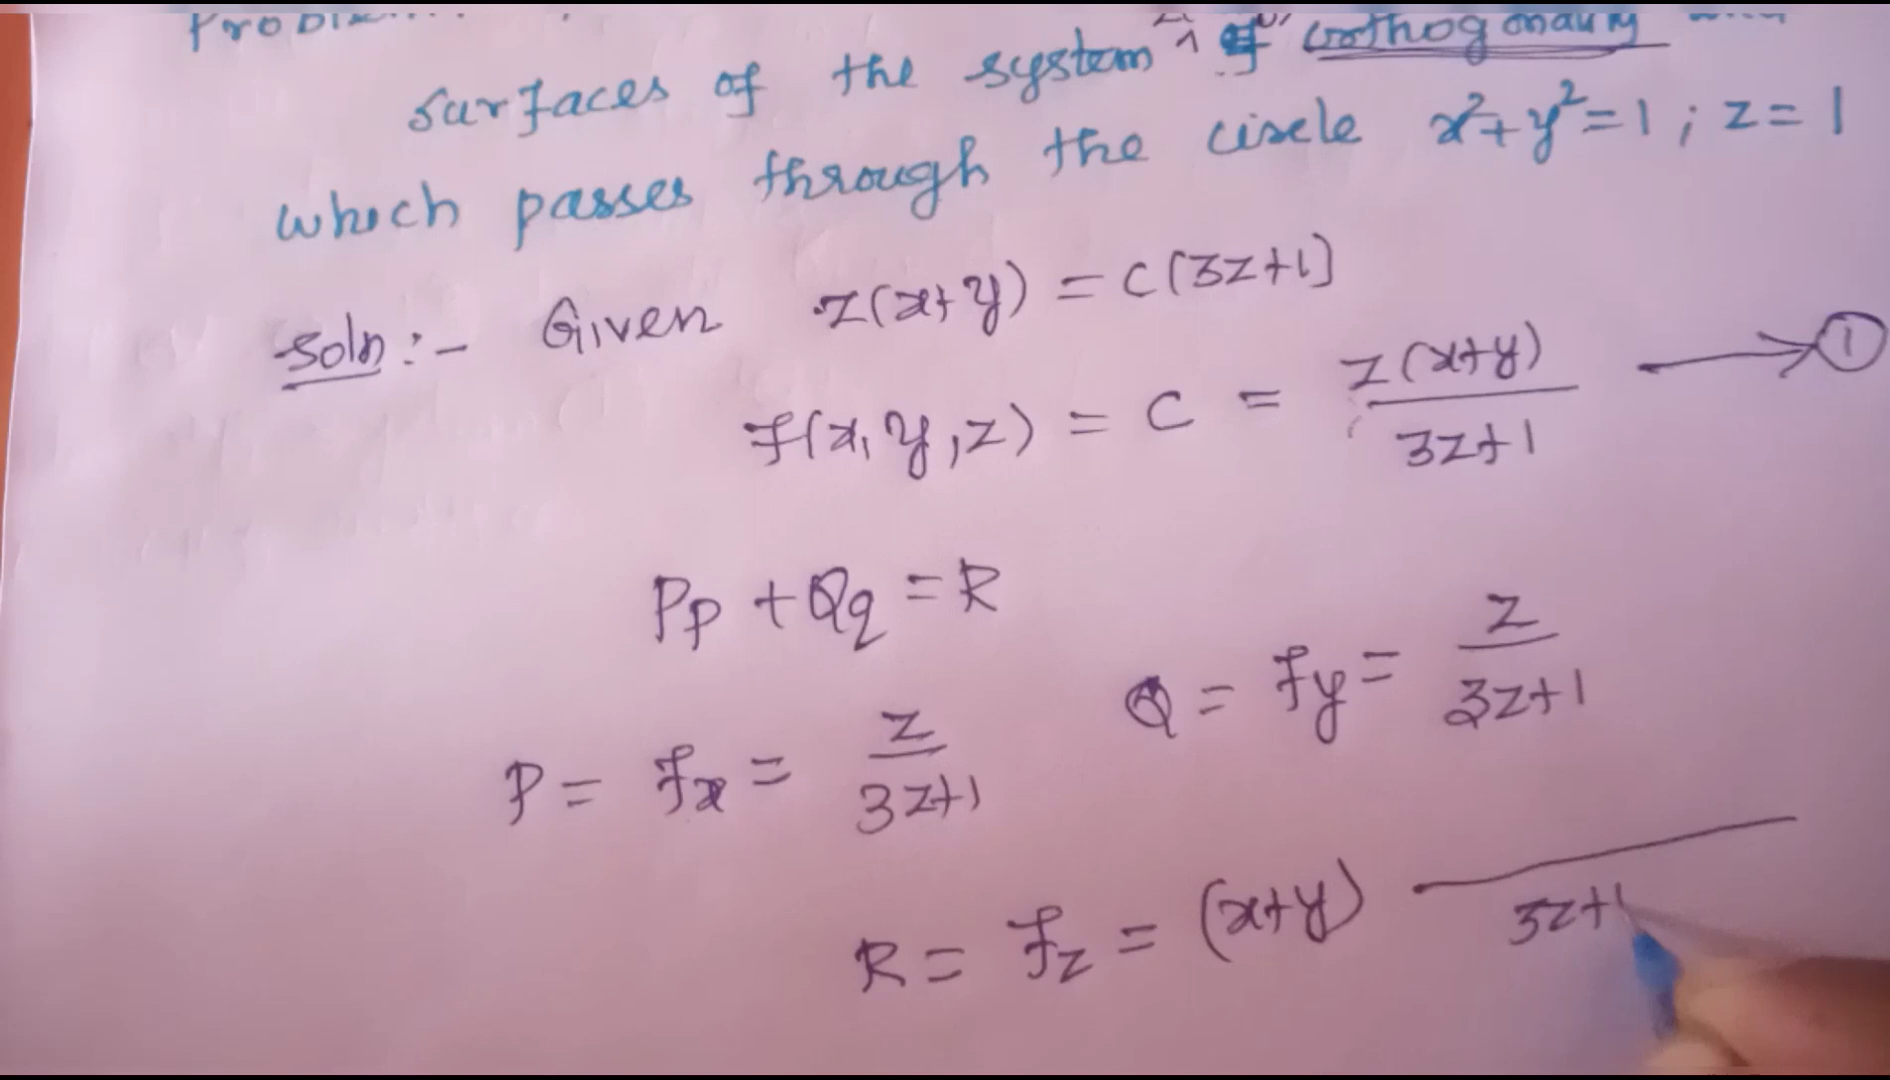 surfaces of the system of orthogonally
which passes through the circle x²+y²=1 ; z=1
Soln :- Given z(x+y) = c(3z+1)
f(x,y,z) = C = z(x+y)/3z+1 → ①
Pp + Qq = R
P = fx = z/3z+1 Q = fy = z/3z+1
R = fz = (x+y) /3z+1